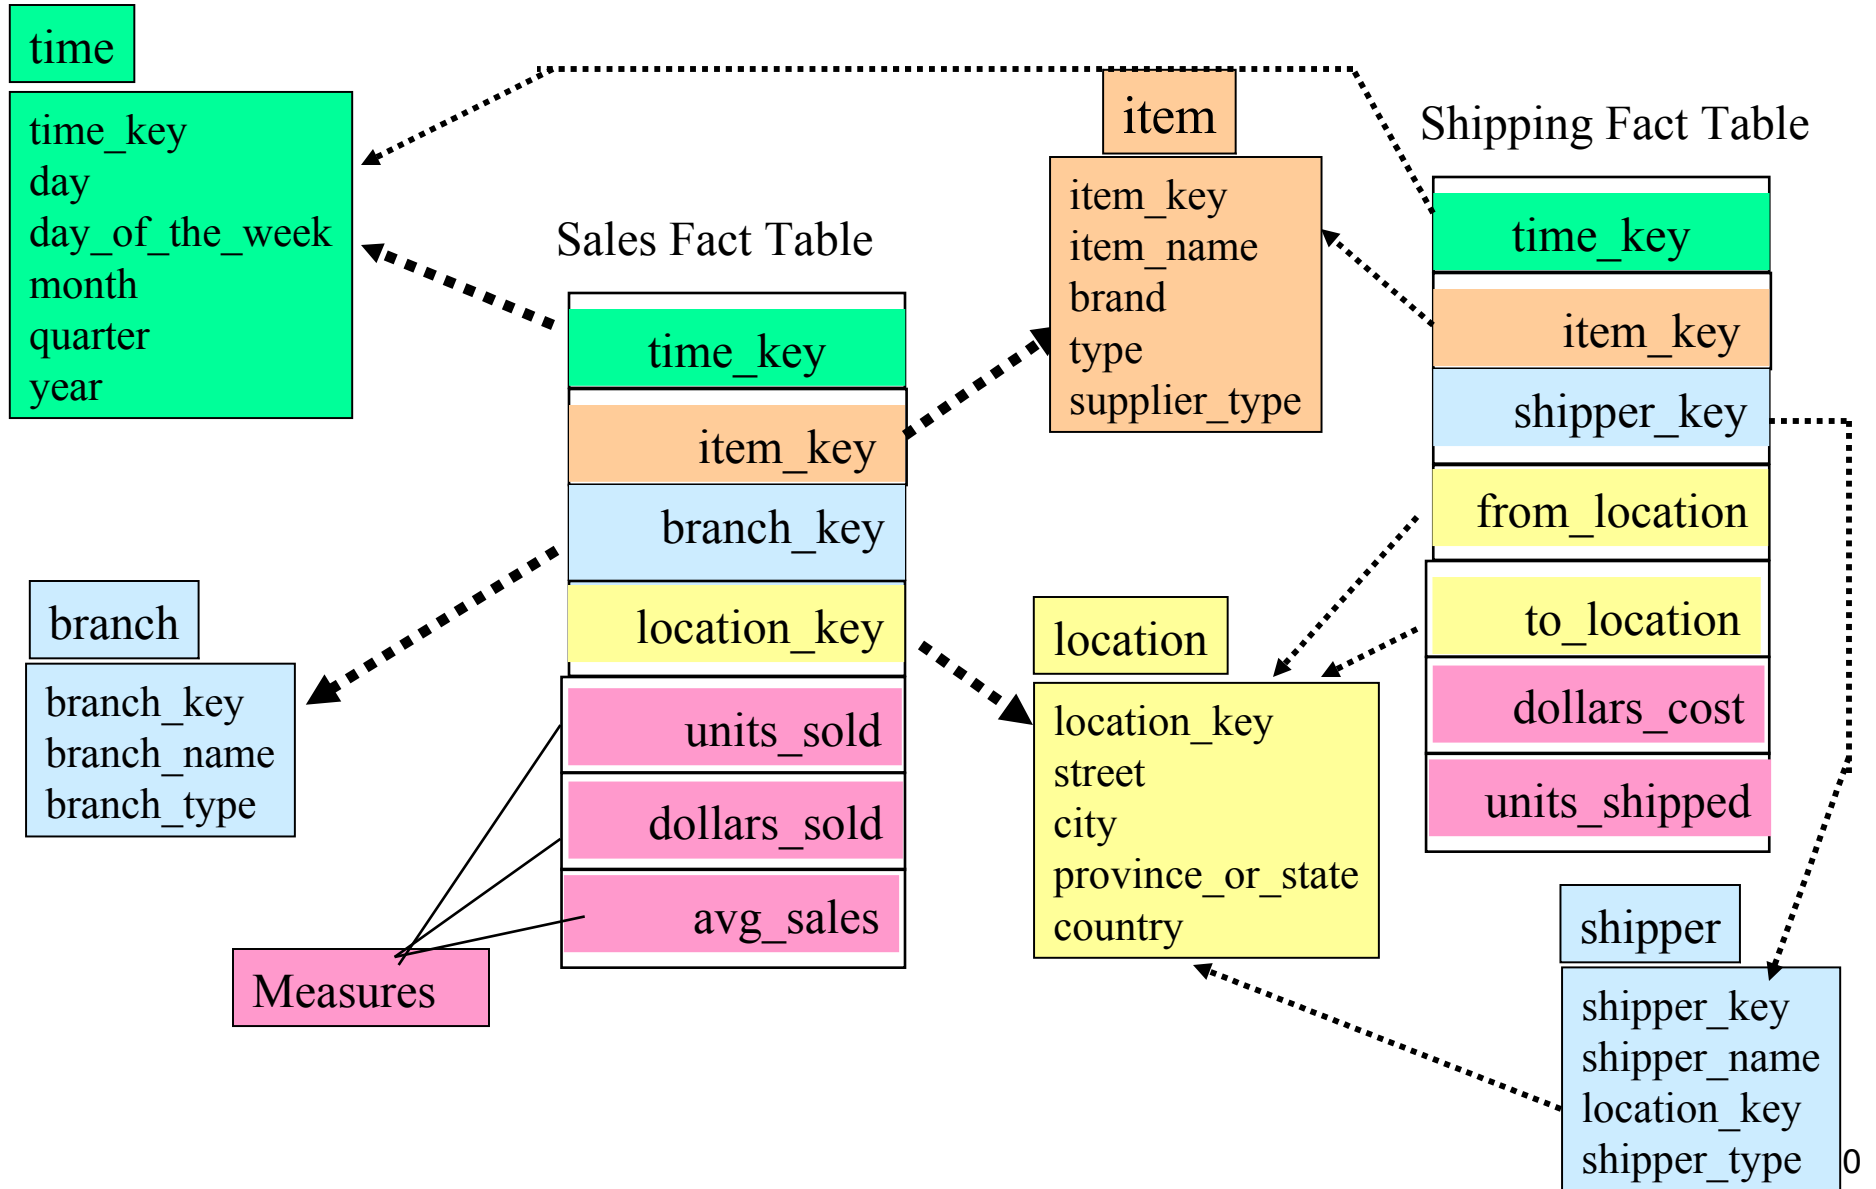 time
time_key
day
day_of_the_week
month
quarter
year
branch
branch_key
branch_name
branch_type
Measures
Sales Fact Table
time_key
item_key
branch_key
location_key
units_sold
dollars_sold
avg_sales
item
item_key
item_name
brand
type
supplier_type
location
location_key
street
city
province_or_state
country
Shipping Fact Table
time_key
item_key
shipper_key
from_location
to_location
dollars_cost
units_shipped
shipper
shipper_key
shipper_name
location_key
shipper_type
0